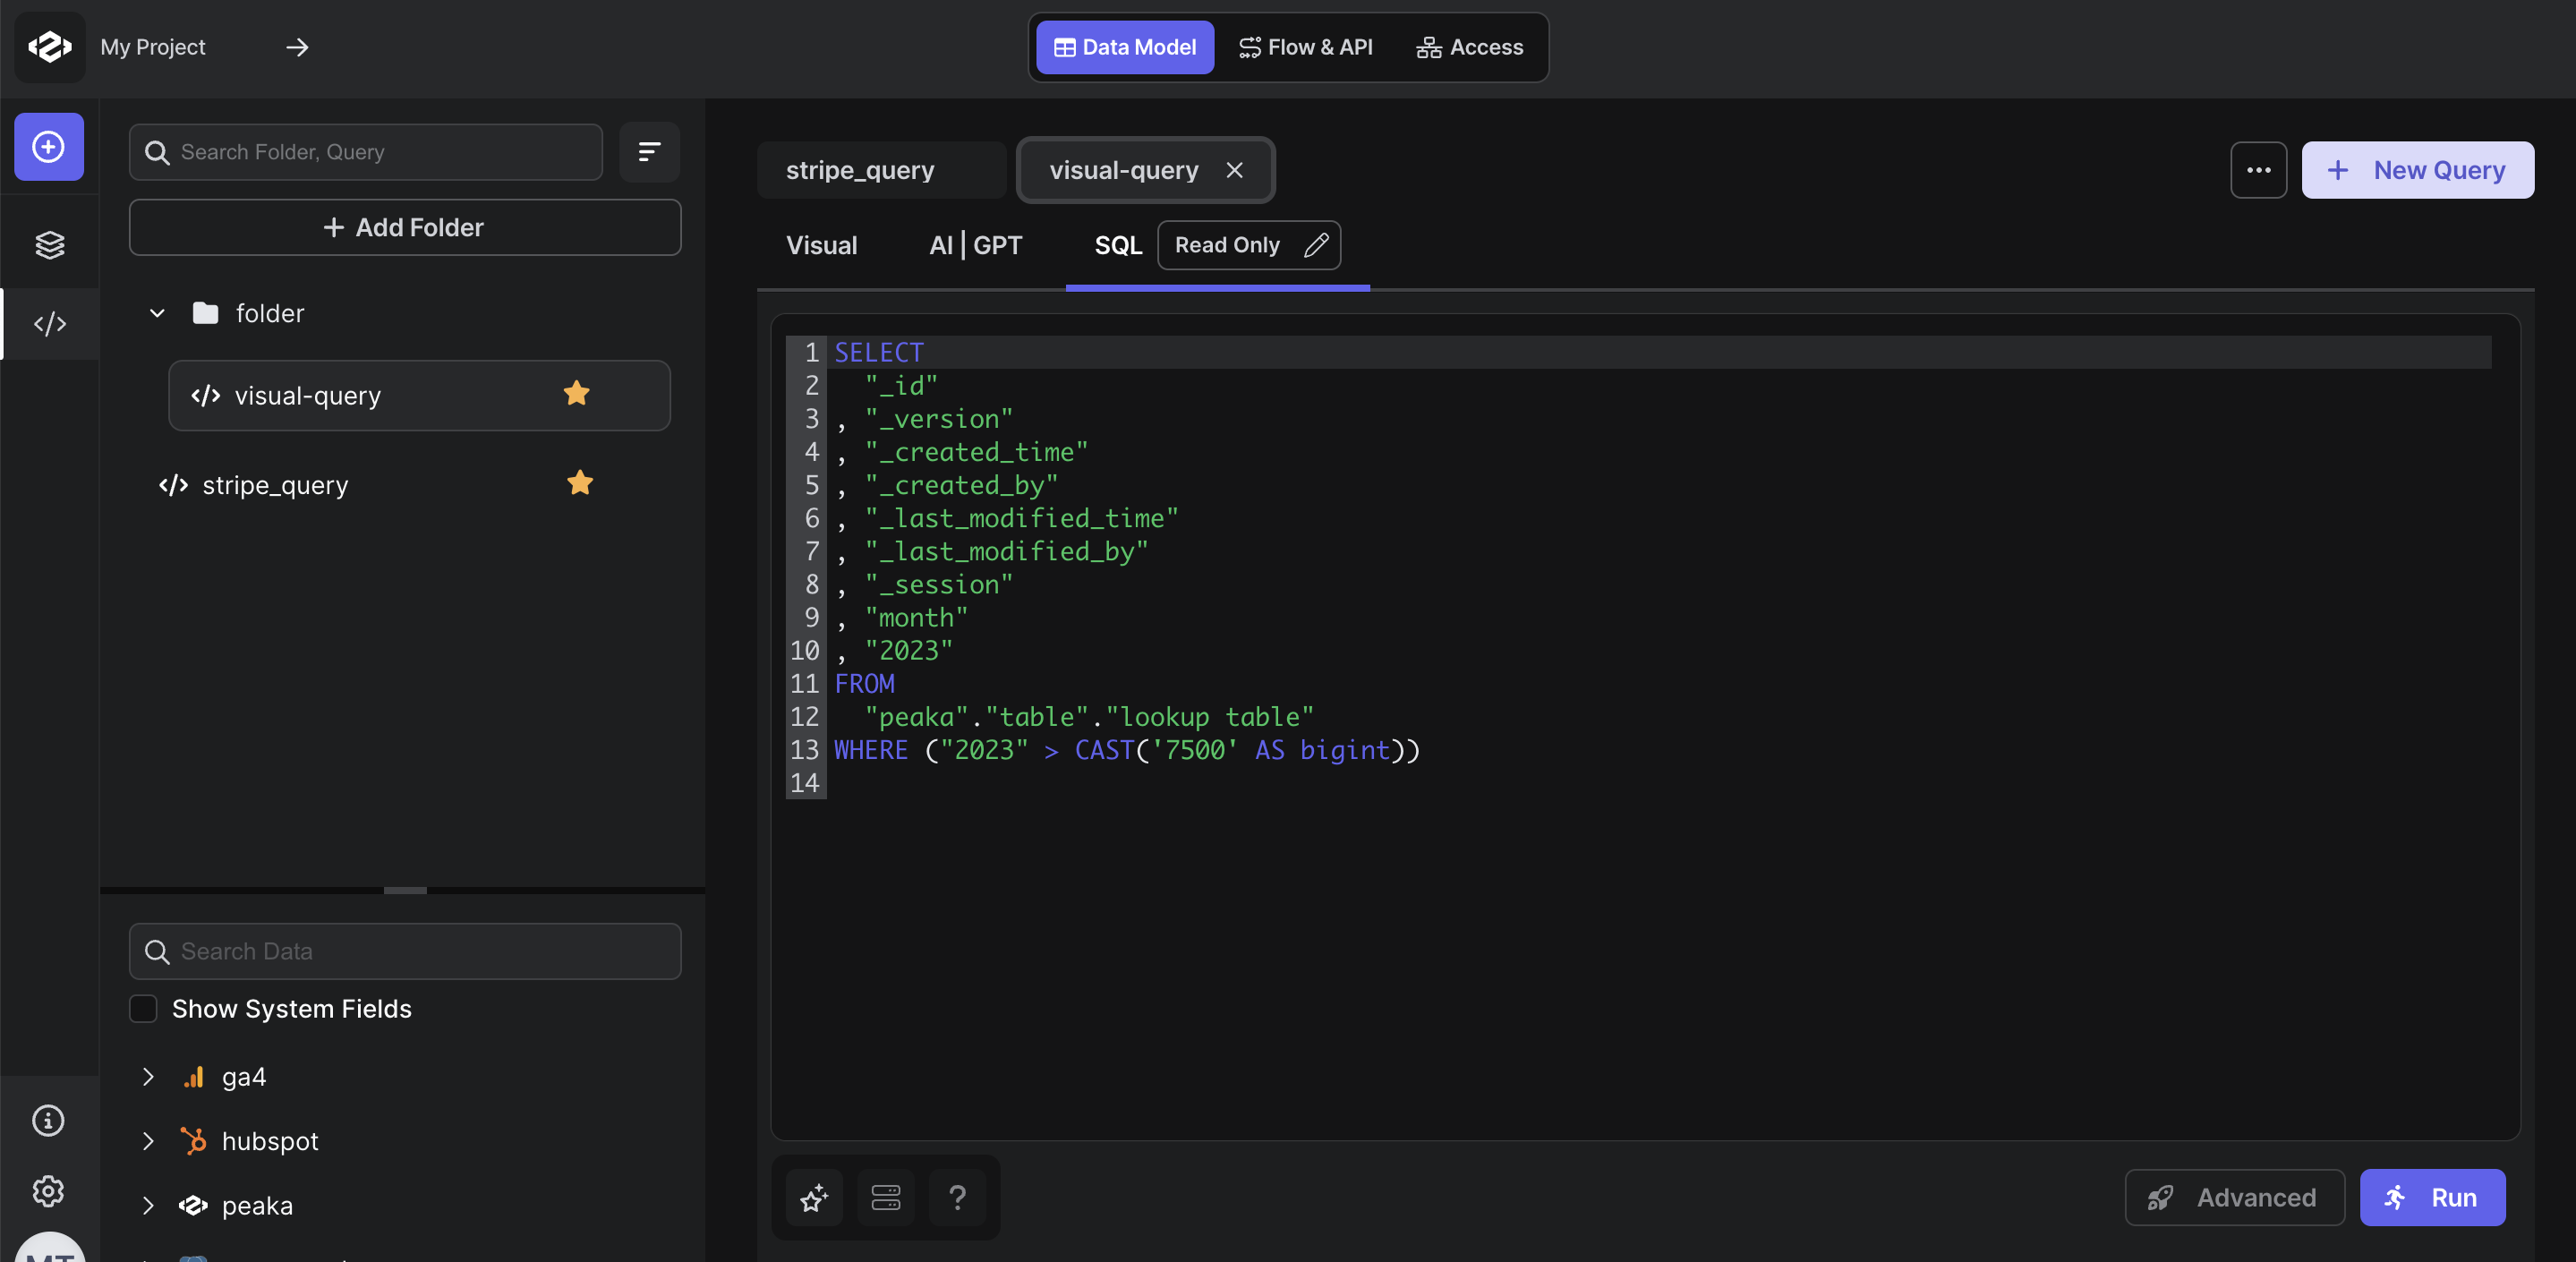 My Project
Data Model
Flow & API
Access
Search Folder, Query
+ Add Folder
folder
</> visual-query
</> stripe_query
Search Data
Show System Fields
ga4
hubspot
peaka
stripe_query
visual-query
+ New Query
Visual
AI | GPT
SQL
Read Only
1 SELECT
2   "_id"
3 , "_version"
4 , "_created_time"
5 , "_created_by"
6 , "_last_modified_time"
7 , "_last_modified_by"
8 , "_session"
9 , "month"
10 , "2023"
11 FROM
12   "peaka"."table"."lookup table"
13 WHERE ("2023" > CAST('7500' AS bigint))
14
?
Advanced
Run